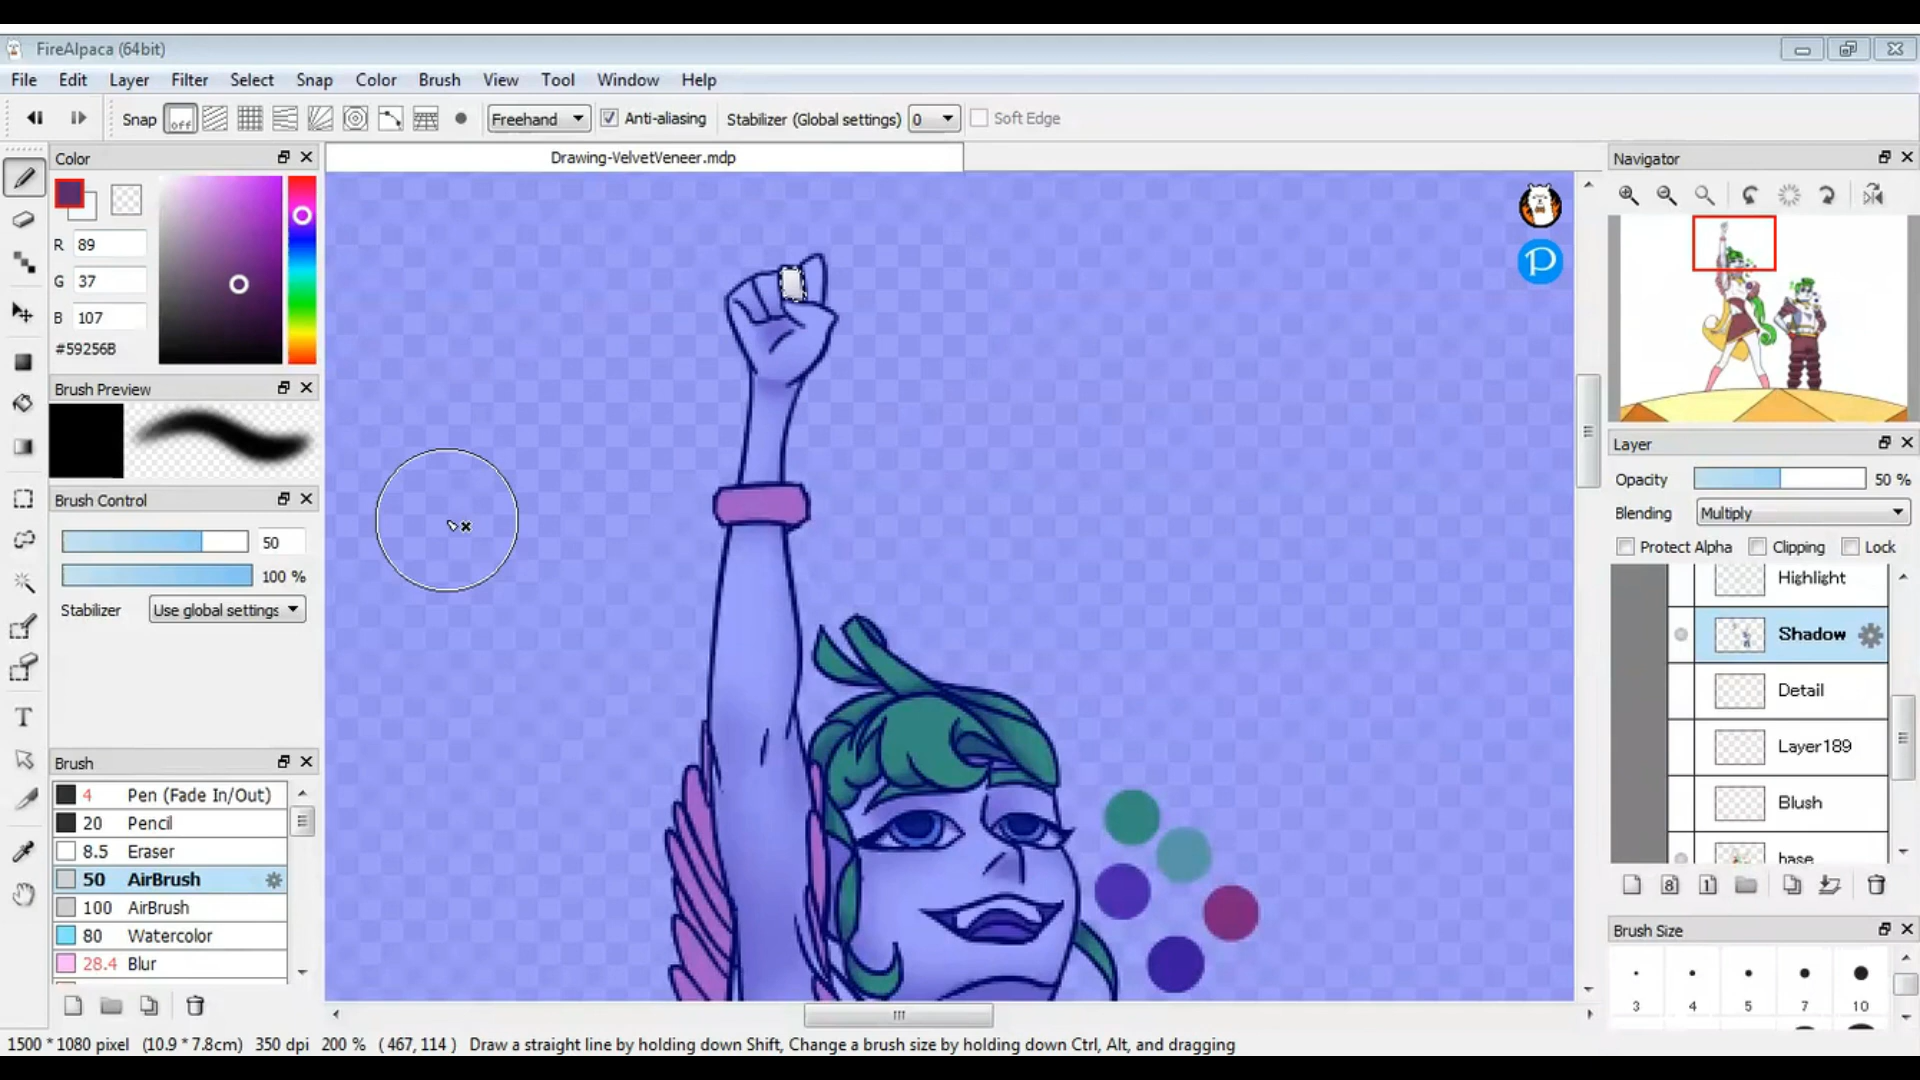 FireAlpaca (64bit)
File Edit Layer Filter Select Snap Color Brush View Tool Window Help
Snap off Freehand Anti-aliasing Stabilizer (Global settings) 0 Soft Edge
Color
Drawing-VelvetVeneer.mdp
Navigator
R 89
G 37
B 107
#59256B
Brush Preview
Brush Control
50
100 %
Stabilizer Use global settings
Brush
4 Pen (Fade In/Out)
20 Pencil
8.5 Eraser
50 AirBrush
100 AirBrush
80 Watercolor
28.4 Blur
P
Layer
Opacity 50 %
Blending Multiply
Protect Alpha Clipping Lock
Highlight
Shadow
Detail
Layer189
Blush
base
8 1
Brush Size
3 4 5 7 10
1500 * 1080 pixel (10.9 * 7.8cm) 350 dpi 200 % ( 467, 114 ) Draw a straight line by holding down Shift, Change a brush size by holding down Ctrl, Alt, and dragging